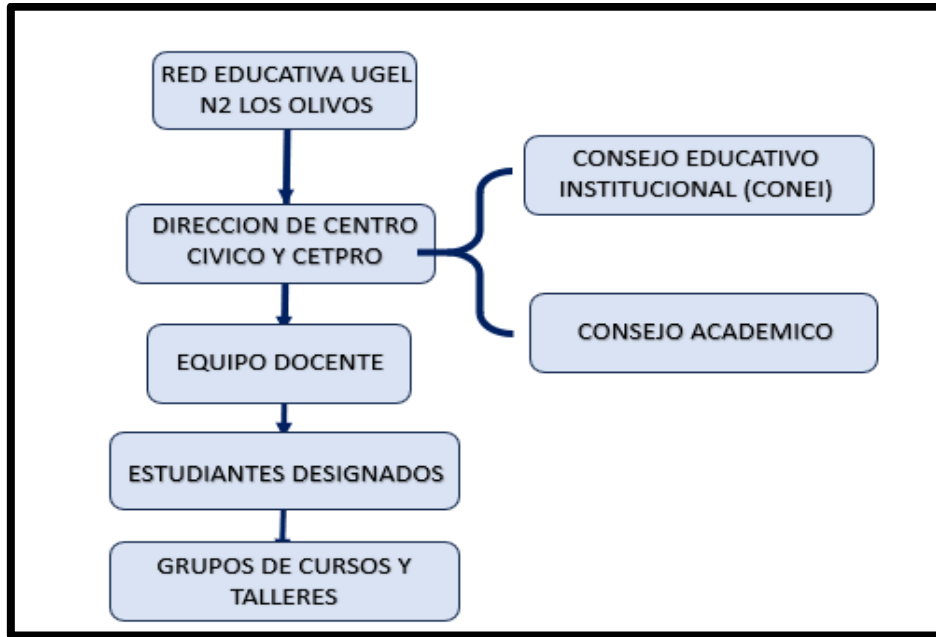 RED EDUCATIVA UGEL
N2 LOS OLIVOS
DIRECCION DE CENTRO
CIVICO Y CETPRO
CONSEJO EDUCATIVO
INSTITUCIONAL (CONEI)
CONSEJO ACADEMICO
EQUIPO DOCENTE
ESTUDIANTES DESIGNADOS
GRUPOS DE CURSOS Y
TALLERES